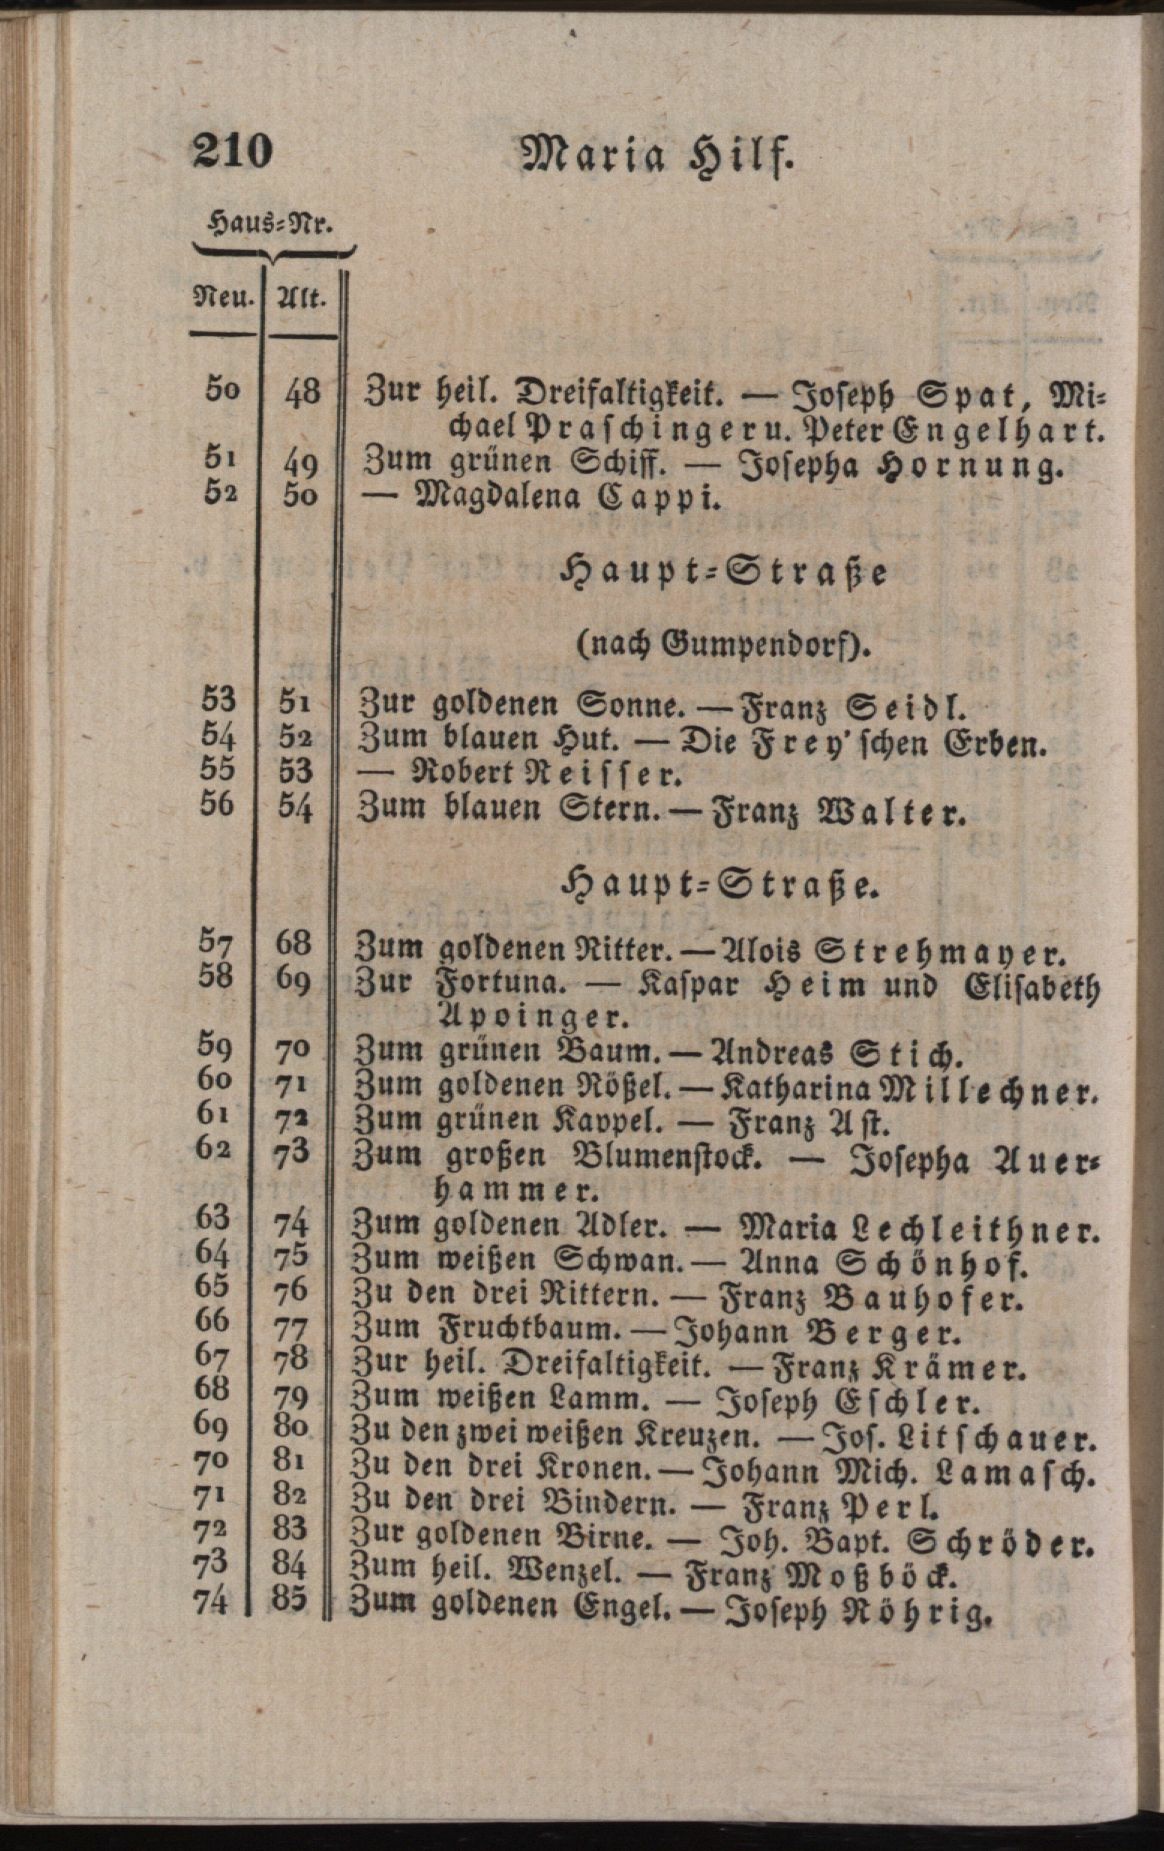 210 Maria Hilf.
Haus-Nr.
Neu. Alt.
50 48 Zur heil. Dreifaltigkeit. — Joseph Spat, Mi-
chael Praschinger u. Peter Engelhart.
51 49 Zum grünen Schiff. — Josepha Hornung.
52 50 — Magdalena Cappi.
Haupt-Straße
(nach Gumpendorf).
53 51 Zur goldenen Sonne. — Franz Seidl.
54 52 Zum blauen Hut. — Die Frey'schen Erben.
55 53 — Robert Reisser.
56 54 Zum blauen Stern. — Franz Walter.
Haupt-Straße.
57 68 Zum goldenen Ritter. — Alois Strehmayer.
58 69 Zur Fortuna. — Kaspar Heim und Elisabeth
Apoinger.
59 70 Zum grünen Baum. — Andreas Stich.
60 71 Zum goldenen Rößel. — Katharina Millechner.
61 72 Zum grünen Kappel. — Franz Ast.
62 73 Zum großen Blumenstock. — Josepha Auer-
hammer.
63 74 Zum goldenen Adler. — Maria Lechleithner.
64 75 Zum weißen Schwan. — Anna Schönhof.
65 76 Zu den drei Rittern. — Franz Bauhofer.
66 77 Zum Fruchtbaum. — Johann Berger.
67 78 Zur heil. Dreifaltigkeit. — Franz Krämer.
68 79 Zum weißen Lamm. — Joseph Eschler.
69 80 Zu den zwei weißen Kreuzen. — Jos. Litschauer.
70 81 Zu den drei Kronen. — Johann Mich. Lamasch.
71 82 Zu den drei Bindern. — Franz Perl.
72 83 Zur goldenen Birne. — Joh. Bapt. Schröder.
73 84 Zum heil. Wenzel. — Franz Moßböck.
74 85 Zum goldenen Engel. — Joseph Röhrig.